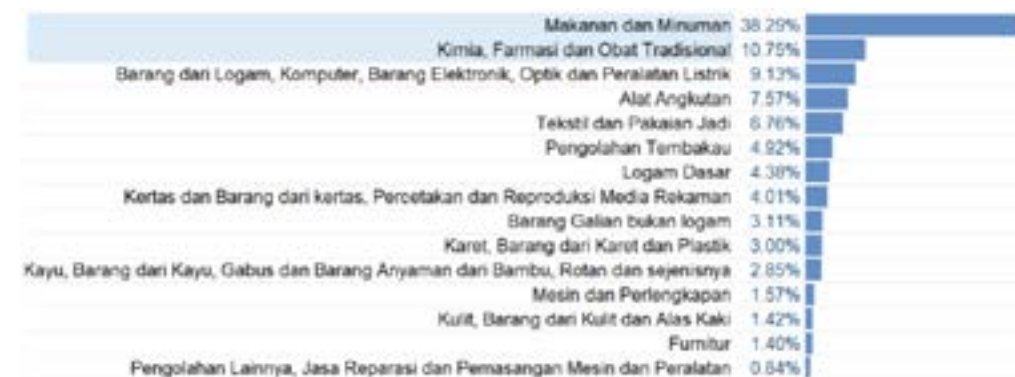 Makanan dan Minuman 38.29%
Kimia, Farmasi dan Obat Tradisional 10.75%
Barang dari Logam, Komputer, Barang Elektronik, Optik dan Peralatan Listrik 9.13%
Alat Angkutan 7.57%
Tekstil dan Pakaian Jadi 6.76%
Pengolahan Tembakau 4.92%
Logam Dasar 4.38%
Kertas dan Barang dari kertas, Percetakan dan Reproduksi Media Rekaman 4.01%
Barang Galian bukan logam 3.11%
Karet, Barang dari Karet dan Plastik 3.00%
Kayu, Barang dari Kayu, Gabus dan Barang Anyaman dari Bambu, Rotan dan sejenisnya 2.85%
Mesin dan Perlengkapan 1.57%
Kulit, Barang dari Kulit dan Alas Kaki 1.42%
Furnitur 1.40%
Pengolahan Lainnya, Jasa Reparasi dan Pemasangan Mesin dan Peralatan 0.84%